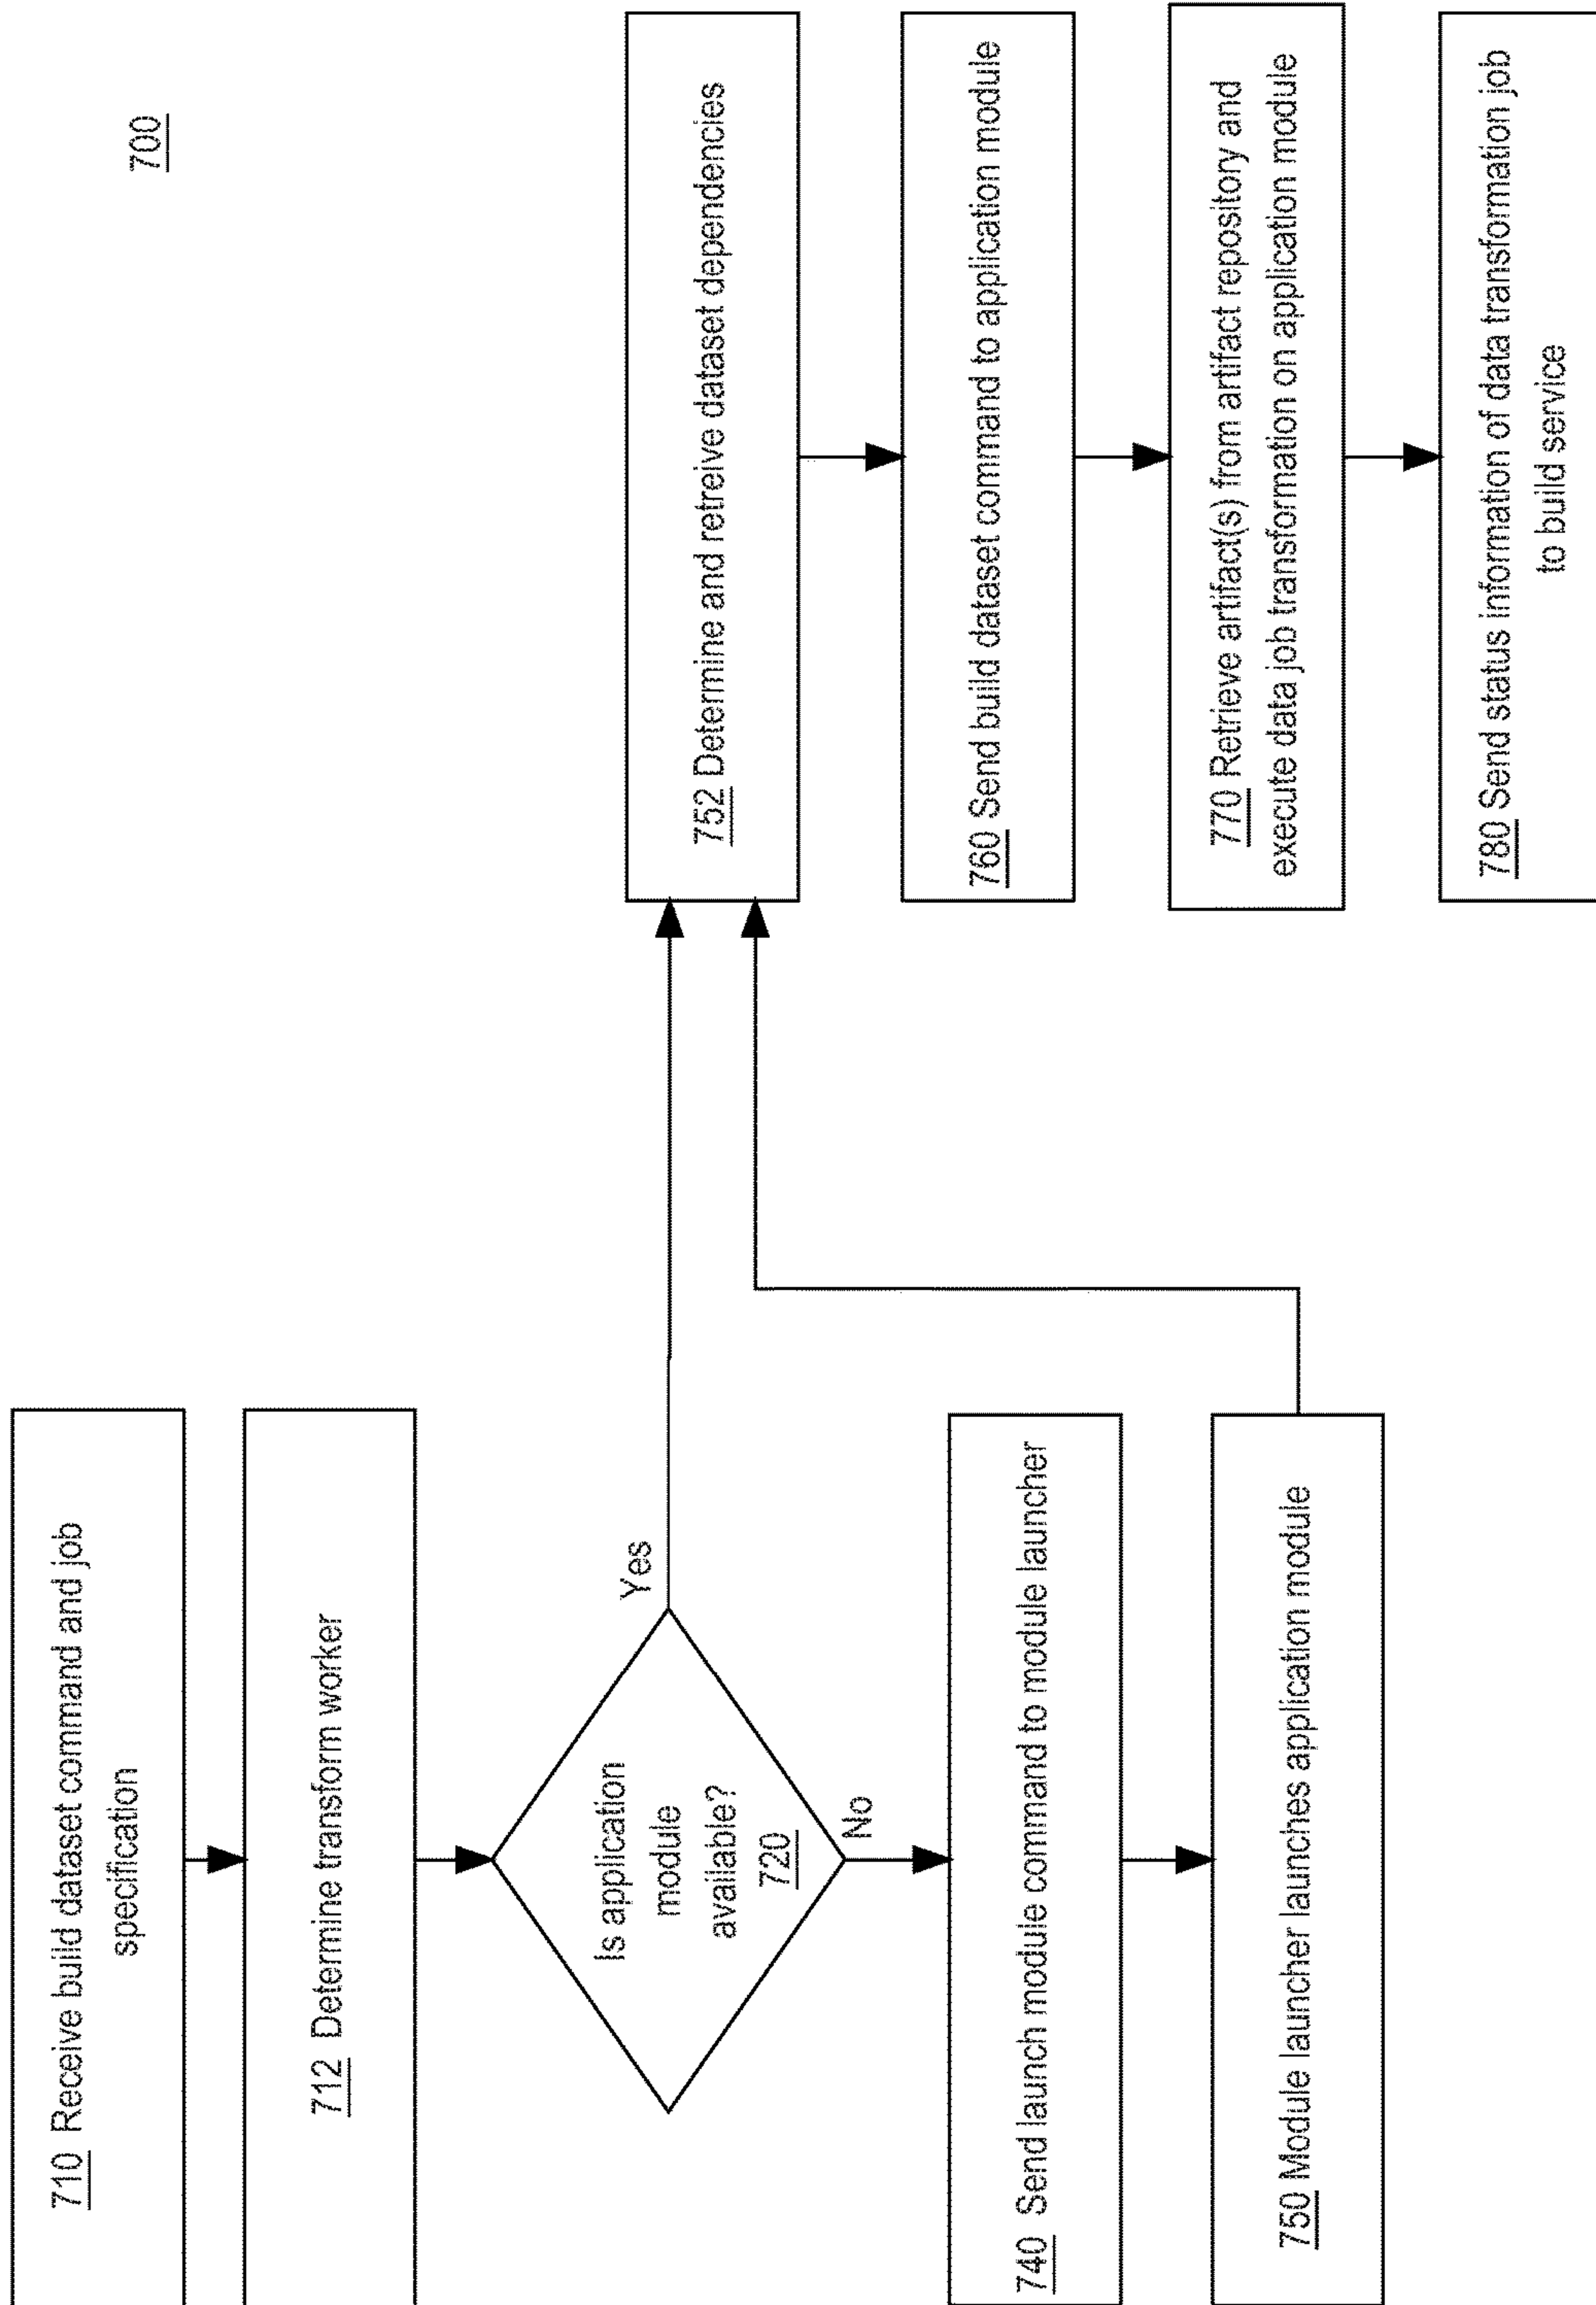 700
710 Receive build dataset command and job
specification
712 Determine transform worker
Is application
module
available?
720
Yes
No
740 Send launch module command to module launcher
750 Module launcher launches application module
752 Determine and retreive dataset dependencies
760 Send build dataset command to application module
770 Retrieve artifact(s) from artifact repository and
execute data job transformation on application module
780 Send status information of data transformation job
to build service